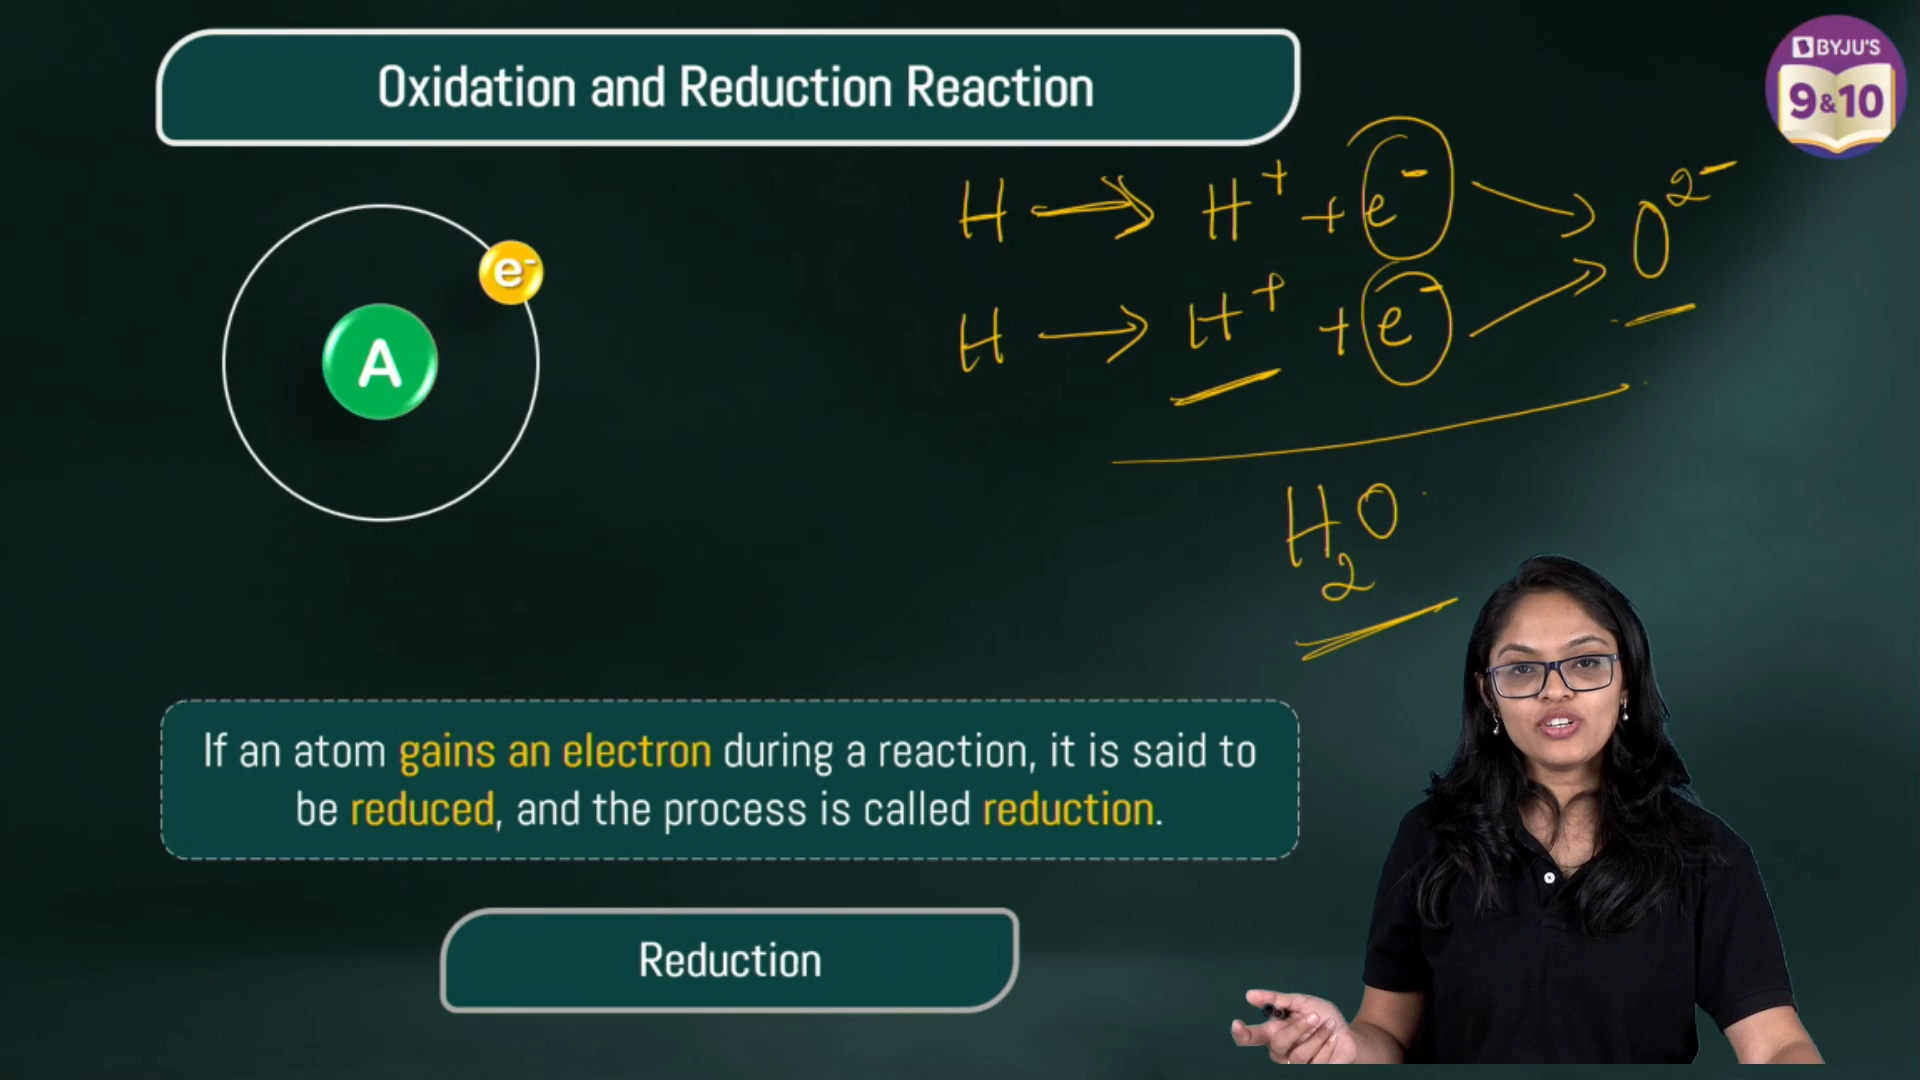 Oxidation and Reduction Reaction
BYJU'S
9&10
H → H⁺ + e⁻ → O²⁻
H → H⁺ + e⁻ →
H₂O
e⁻
A
If an atom gains an electron during a reaction, it is said to
be reduced, and the process is called reduction.
Reduction